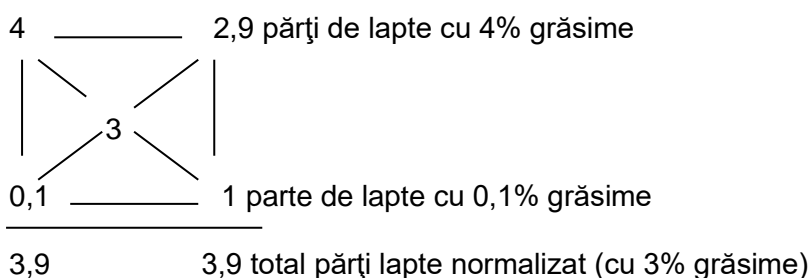 4 2,9 părţi de lapte cu 4% grăsime
3
0,1 1 parte de lapte cu 0,1% grăsime
3,9 3,9 total părţi lapte normalizat (cu 3% grăsime)